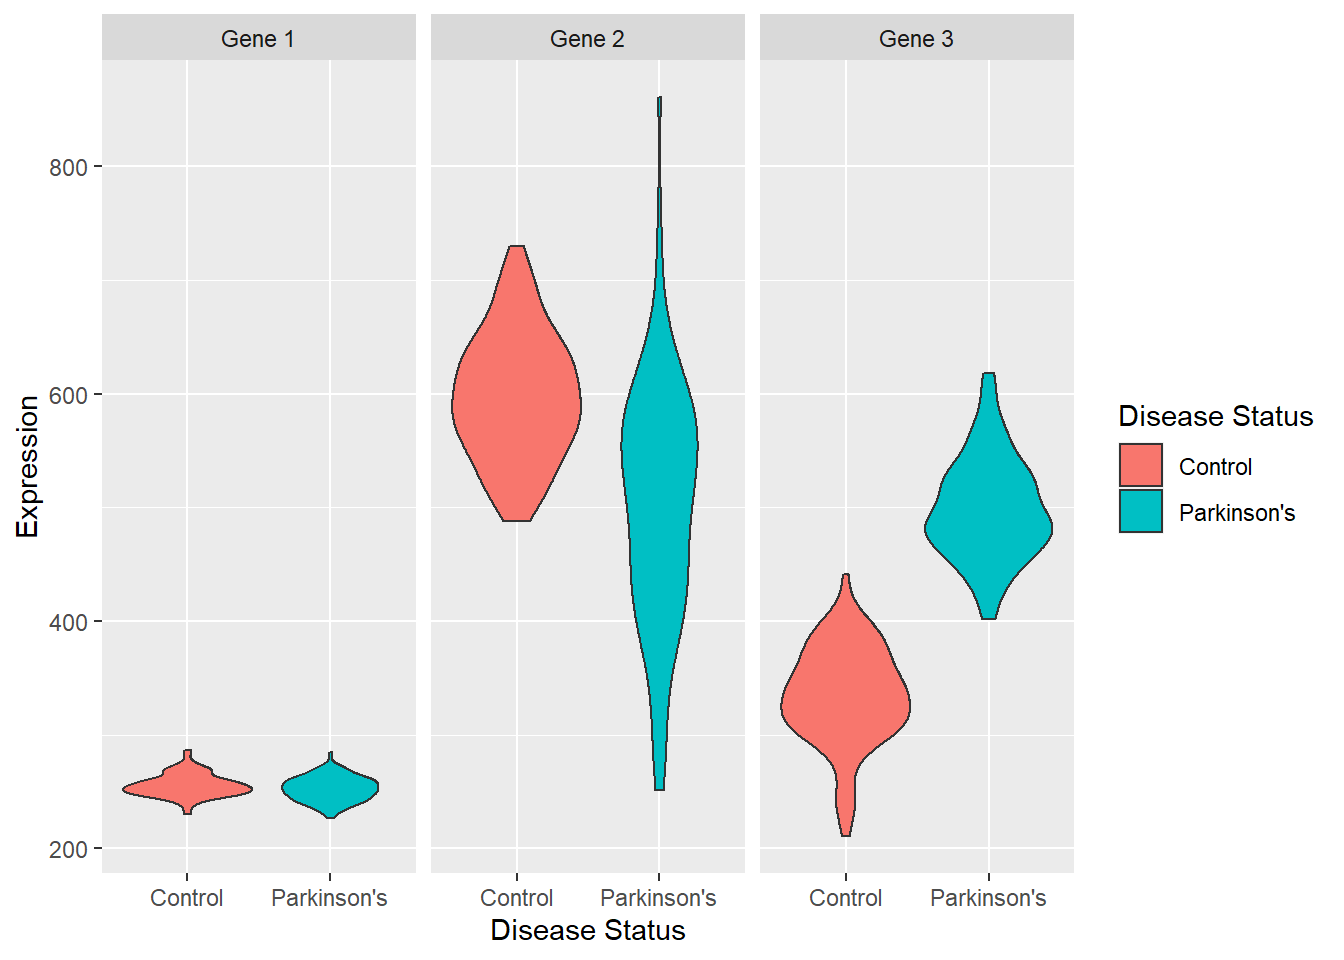 Gene 1
Gene 2
Gene 3
800
600
400
200
Expression
Control
Parkinson's
Control
Parkinson's
Control
Parkinson's
Disease Status
Disease Status
Control
Parkinson's